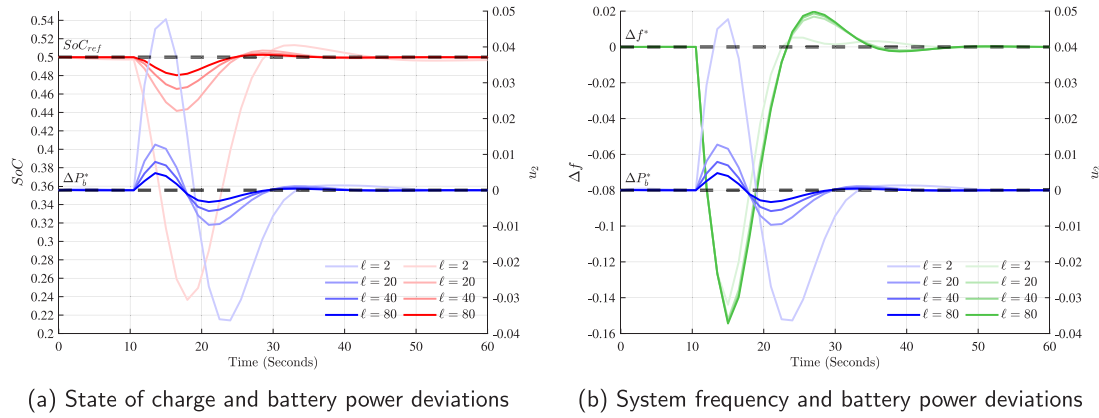 0.54
0.52
0.5
0.48
0.46
0.44
0.42
0.4
0.38
0.36
0.34
0.32
0.3
0.28
0.26
0.24
0.22
0.2
SoC
SoC_ref
ΔP_b^*
0.05
0.04
0.03
0.02
0.01
0
-0.01
-0.02
-0.03
-0.04
u_2
ℓ = 2 ℓ = 2
ℓ = 20 ℓ = 20
ℓ = 40 ℓ = 40
ℓ = 80 ℓ = 80
0 10 20 30 40 50 60
Time (Seconds)
(a) State of charge and battery power deviations
0.02
0
-0.02
-0.04
-0.06
-0.08
-0.1
-0.12
-0.14
-0.16
Δf
Δf^*
ΔP_b^*
0.05
0.04
0.03
0.02
0.01
0
-0.01
-0.02
-0.03
-0.04
u_2
ℓ = 2 ℓ = 2
ℓ = 20 ℓ = 20
ℓ = 40 ℓ = 40
ℓ = 80 ℓ = 80
0 10 20 30 40 50 60
Time (Seconds)
(b) System frequency and battery power deviations